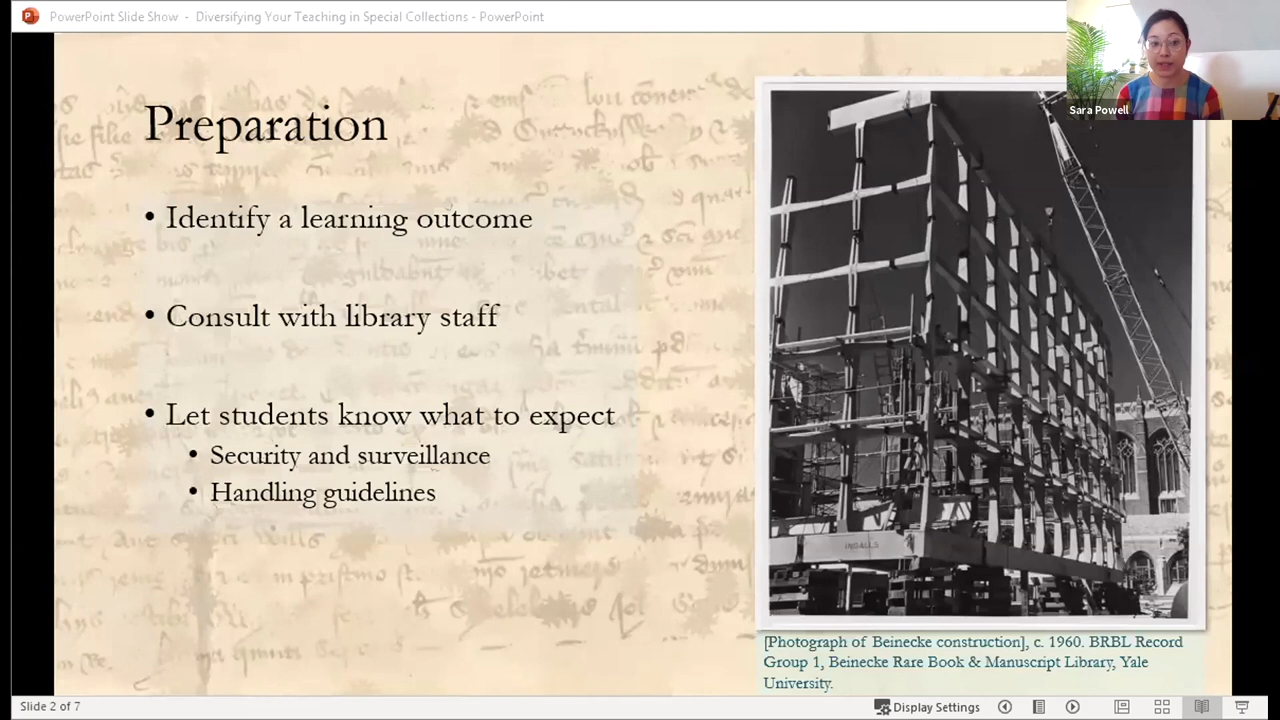 PowerPoint Slide Show - Diversifying Your Teaching in Special Collections - PowerPoint
Sara Powell
Preparation
• Identify a learning outcome
• Consult with library staff
• Let students know what to expect
• Security and surveillance
• Handling guidelines
INGALLS
[Photograph of Beinecke construction], c. 1960. BRBL Record
Group 1, Beinecke Rare Book & Manuscript Library, Yale
University.
Slide 2 of 7
Display Settings